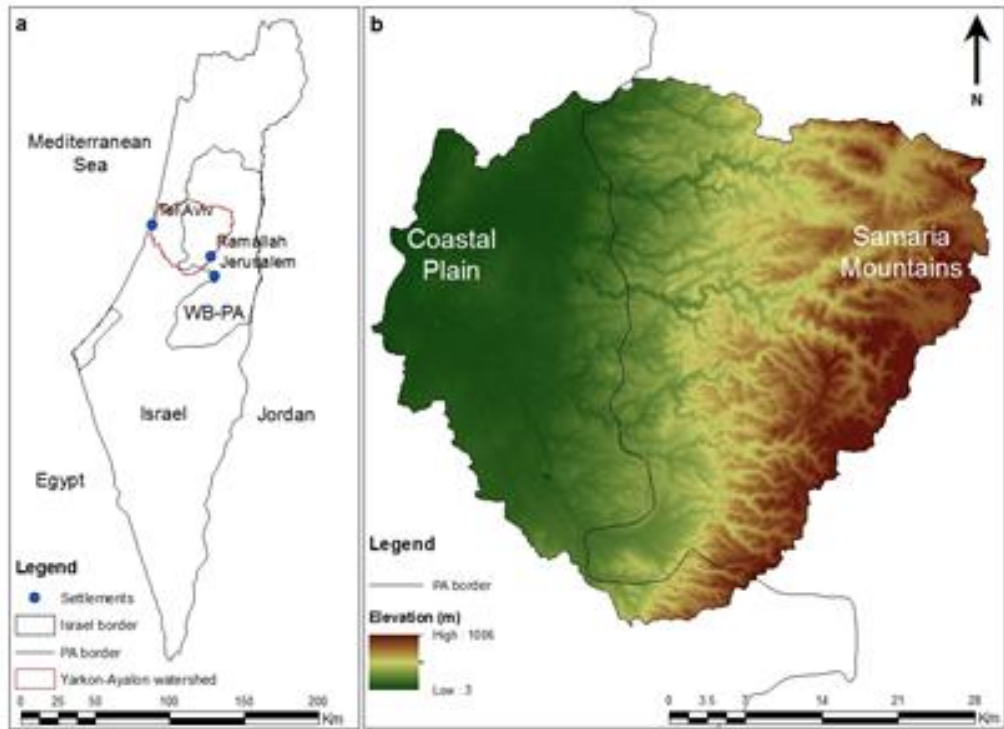 a
Mediterranean
Sea
Tel Aviv
Ramallah
Jerusalem
WB-PA
Israel
Jordan
Egypt
Legend
Settlements
Israel border
PA border
Yarkon-Ayalon watershed
0 25 50 100 150 200
Km
b
N
Coastal
Plain
Samaria
Mountains
Legend
PA border
Elevation (m)
High : 1006
Low : 3
0 3.5 7 14 21 28
Km